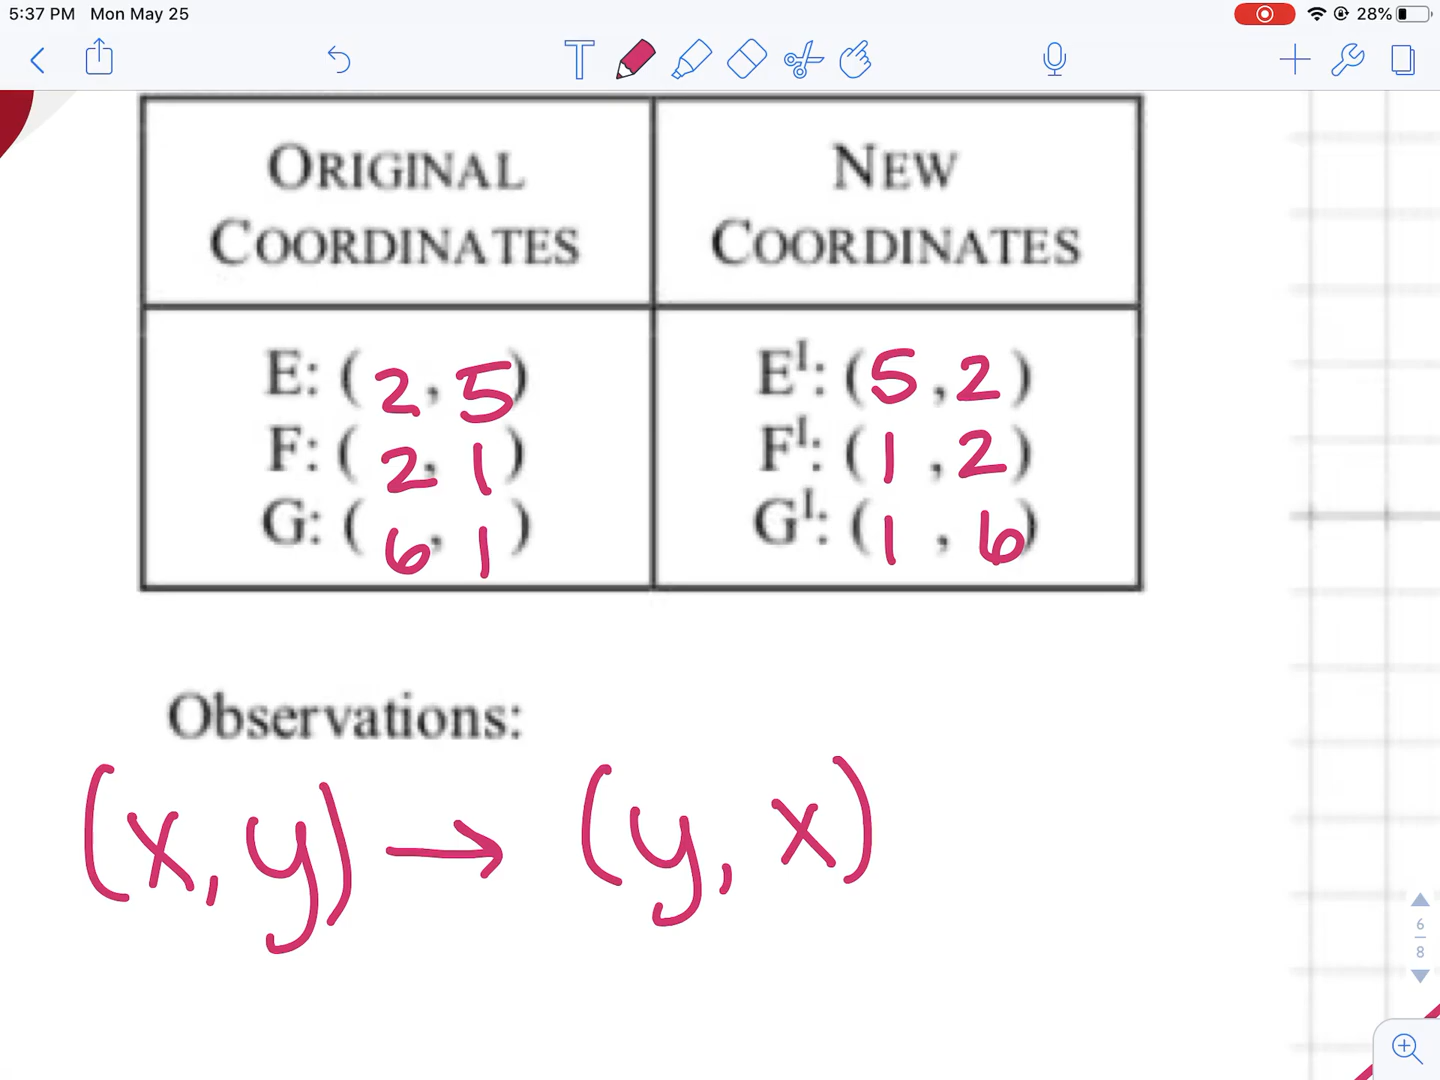 5:37 PM Mon May 25
28%
T
ORIGINAL COORDINATES
NEW COORDINATES
E: (2, 5)
E': (5, 2)
F: (2, 1)
F': (1, 2)
G: (6, 1)
G': (1, 6)
Observations:
(x, y) → (y, x)
6
8